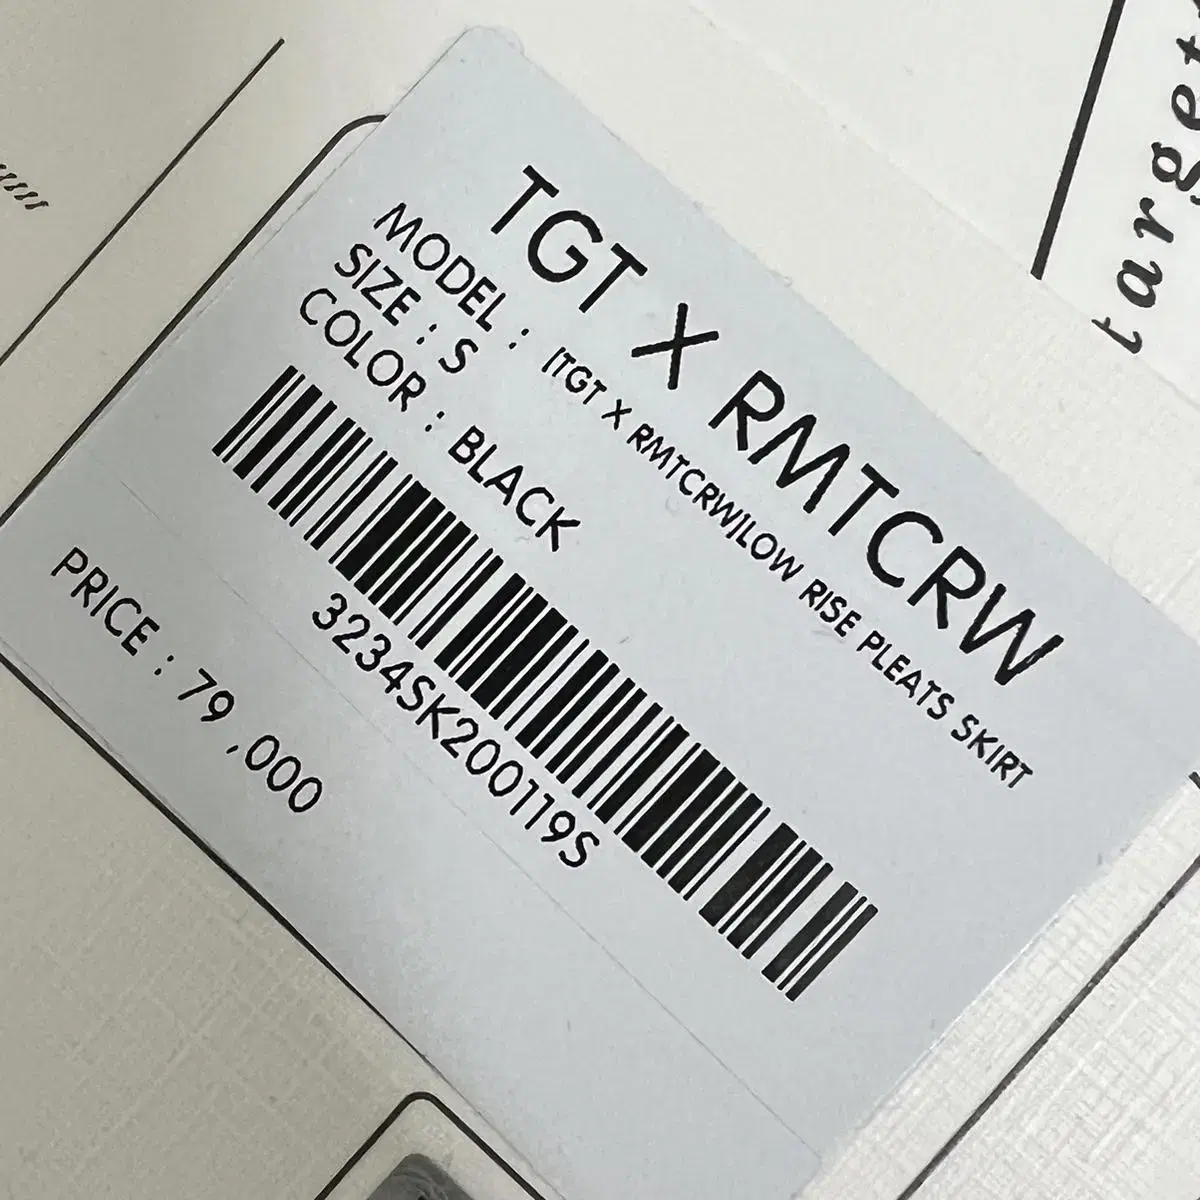 TGT X RMTCRW
MODEL : [TGT X RMTCRW]LOW RISE PLEATS SKIRT
SIZE : S
COLOR : BLACK
3234SK200119S
PRICE : 79,000
target